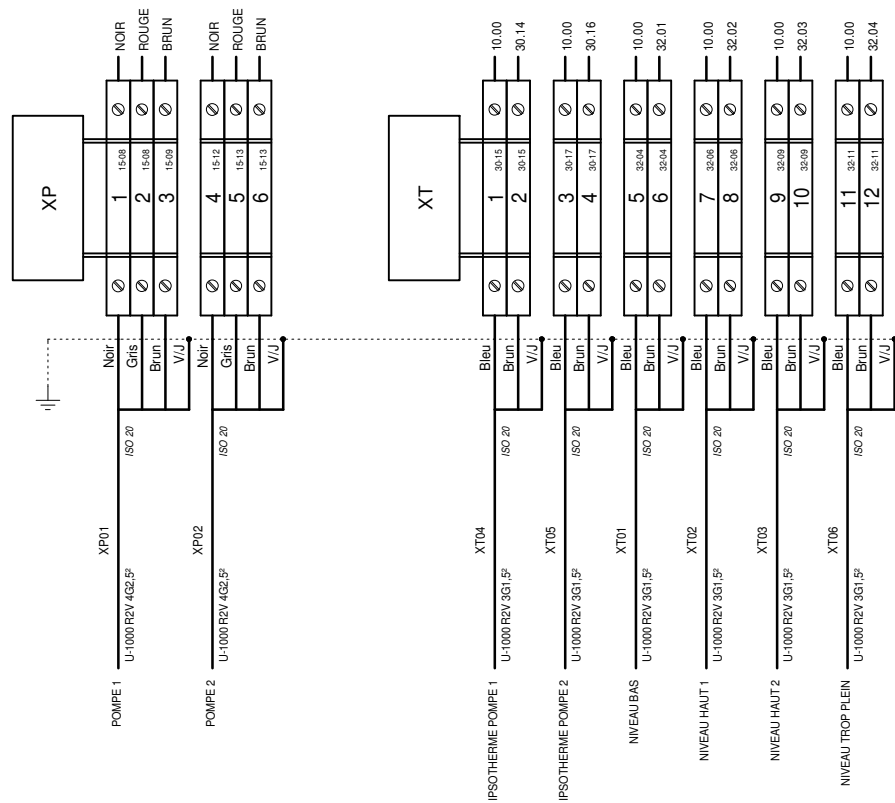 XP
NOIR
ROUGE
BRUN
NOIR
ROUGE
BRUN
15-08
15-08
15-09
15-12
15-13
15-13
1
2
3
4
5
6
Noir
Gris
Brun
V/J
Noir
Gris
Brun
V/J
ISO 20
ISO 20
XP01
XP02
U-1000 R2V 4G2,5²
U-1000 R2V 4G2,5²
POMPE 1
POMPE 2
XT
10.00
30.14
10.00
30.16
10.00
32.01
10.00
32.02
10.00
32.03
10.00
32.04
30-15
30-15
30-17
30-17
32-04
32-04
32-06
32-06
32-09
32-09
32-11
32-11
1
2
3
4
5
6
7
8
9
10
11
12
Bleu
Brun
V/J
Bleu
Brun
V/J
Bleu
Brun
V/J
Bleu
Brun
V/J
Bleu
Brun
V/J
Bleu
Brun
V/J
ISO 20
ISO 20
ISO 20
ISO 20
ISO 20
ISO 20
XT04
XT05
XT01
XT02
XT03
XT06
U-1000 R2V 3G1,5²
U-1000 R2V 3G1,5²
U-1000 R2V 3G1,5²
U-1000 R2V 3G1,5²
U-1000 R2V 3G1,5²
U-1000 R2V 3G1,5²
IPSOTHERME POMPE 1
IPSOTHERME POMPE 2
NIVEAU BAS
NIVEAU HAUT 1
NIVEAU HAUT 2
NIVEAU TROP PLEIN